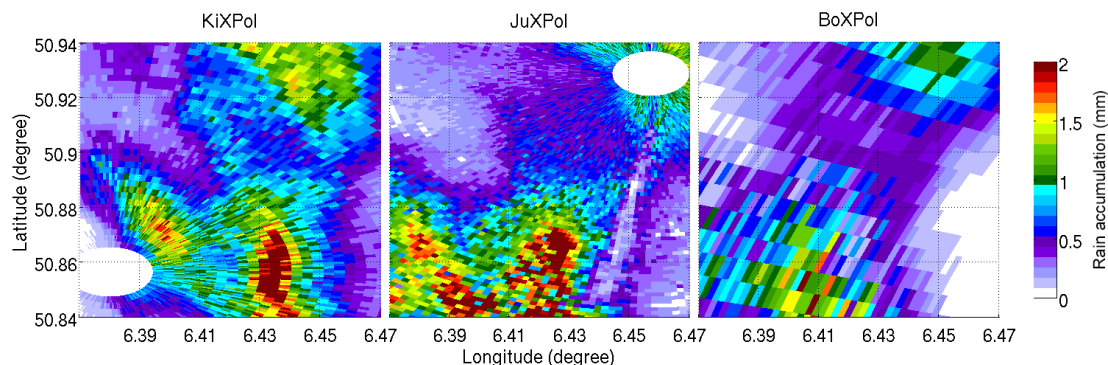 KiXPol JuXPol BoXPol
50.94
50.92
50.9
50.88
50.86
50.84
Latitude (degree)
6.39 6.41 6.43 6.45 6.47 6.39 6.41 6.43 6.45 6.47 6.39 6.41 6.43 6.45 6.47
Longitude (degree)
2
1.5
1
0.5
0
Rain accumulation (mm)